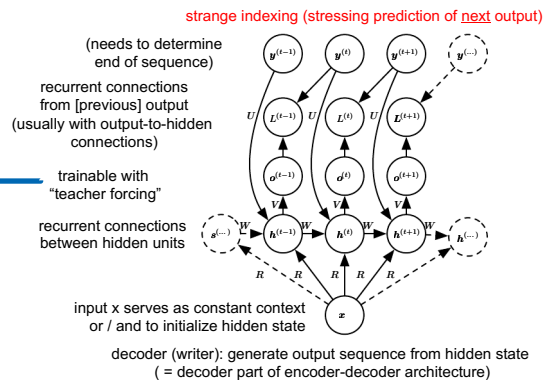 strange indexing (stressing prediction of next output)
(needs to determine
end of sequence)
y(t−1) y(t) y(t+1) y(...)
recurrent connections
from [previous] output
(usually with output-to-hidden
connections)
U U U
L(t−1) L(t) L(t+1)
trainable with
“teacher forcing”
o(t−1) o(t) o(t+1)
V V V
recurrent connections
between hidden units
W W W W
s(...) h(t−1) h(t) h(t+1) h(...)
R R R R R
input x serves as constant context
or / and to initialize hidden state
x
decoder (writer): generate output sequence from hidden state
( = decoder part of encoder-decoder architecture)